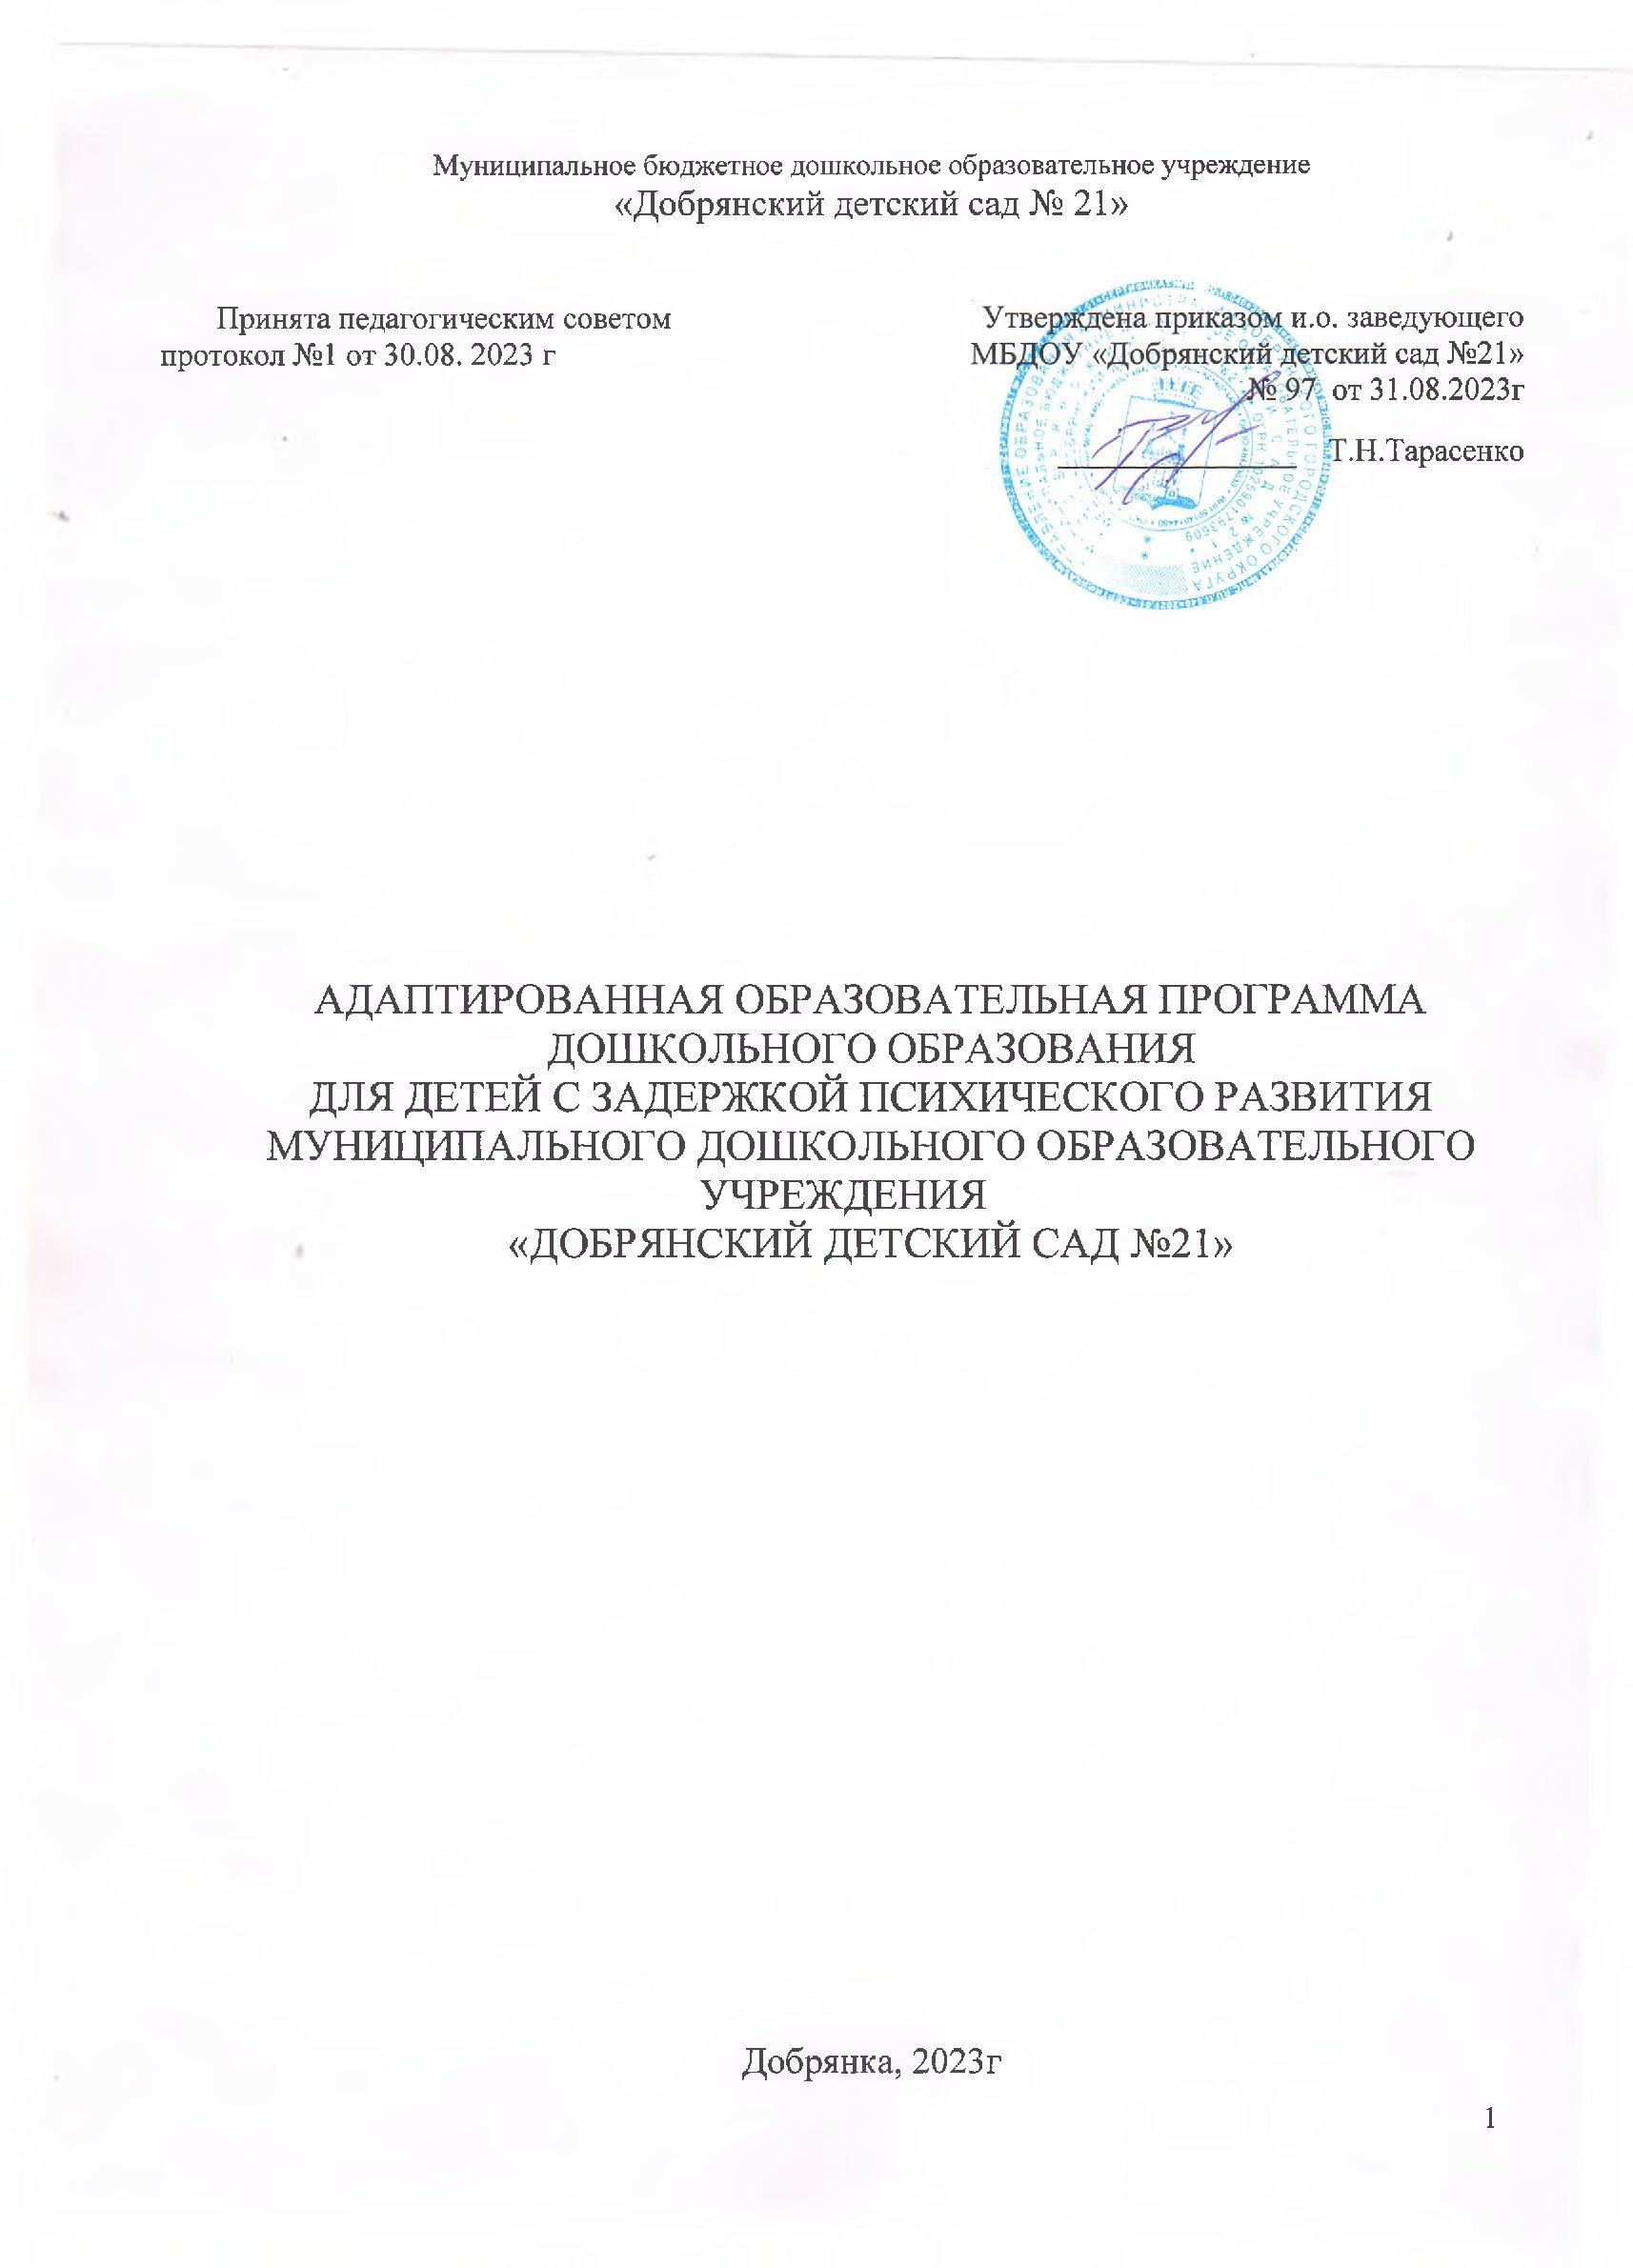 Муниципальное бюджетное дошкольное образовательное учреждение
«Добрянский детский сад № 21»
Принята педагогическим советом
протокол №1 от 30.08. 2023 г
Утверждена приказом и.о. заведующего
МБДОУ «Добрянский детский сад №21»
№ 97 от 31.08.2023г
Т.Н.Тарасенко
АДАПТИРОВАННАЯ ОБРАЗОВАТЕЛЬНАЯ ПРОГРАММА
ДОШКОЛЬНОГО ОБРАЗОВАНИЯ
ДЛЯ ДЕТЕЙ С ЗАДЕРЖКОЙ ПСИХИЧЕСКОГО РАЗВИТИЯ
МУНИЦИПАЛЬНОГО ДОШКОЛЬНОГО ОБРАЗОВАТЕЛЬНОГО
УЧРЕЖДЕНИЯ
«ДОБРЯНСКИЙ ДЕТСКИЙ САД №21»
Добрянка, 2023г
1